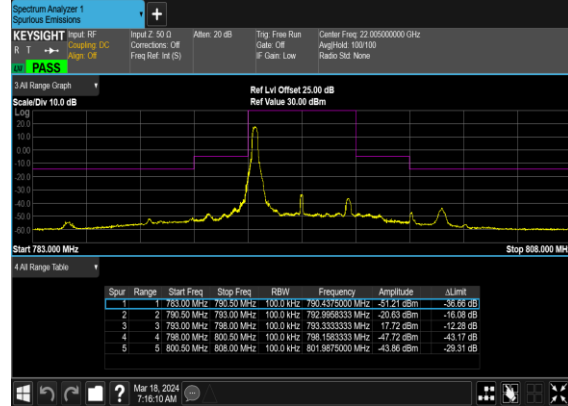 Spectrum Analyzer 1
Spurious Emissions
+
KEYSIGHT Input: RF Input Z: 50 Ω Atten: 20 dB Trig: Free Run Center Freq: 22.005000000 GHz
R T Coupling: DC Corrections: Off Gate: Off Avg|Hold: 100/100
Align: Off Freq Ref: Int (S) IF Gain: Low Radio Std: None
PASS
3 All Range Graph
Ref Lvl Offset 25.00 dB
Scale/Div 10.0 dB Ref Value 30.00 dBm
Log
20.0
10.0
0.00
-10.0
-20.0
-30.0
-40.0
-50.0
-60.0
Start 783.000 MHz Stop 808.000 MH
4 All Range Table
Spur Range Start Freq Stop Freq RBW Frequency Amplitude ΔLimit
1 1 783.00 MHz 790.50 MHz 100.0 kHz 790.4375000 MHz -51.21 dBm -36.66 dB
2 2 790.50 MHz 793.00 MHz 100.0 kHz 792.9958333 MHz -20.63 dBm -16.08 dB
3 3 793.00 MHz 798.00 MHz 100.0 kHz 793.3333333 MHz 17.72 dBm -12.28 dB
4 4 798.00 MHz 800.50 MHz 100.0 kHz 798.1583333 MHz -47.72 dBm -43.17 dB
5 5 800.50 MHz 808.00 MHz 100.0 kHz 801.9875000 MHz -43.86 dBm -29.31 dB
? Mar 18, 2024
7:16:10 AM